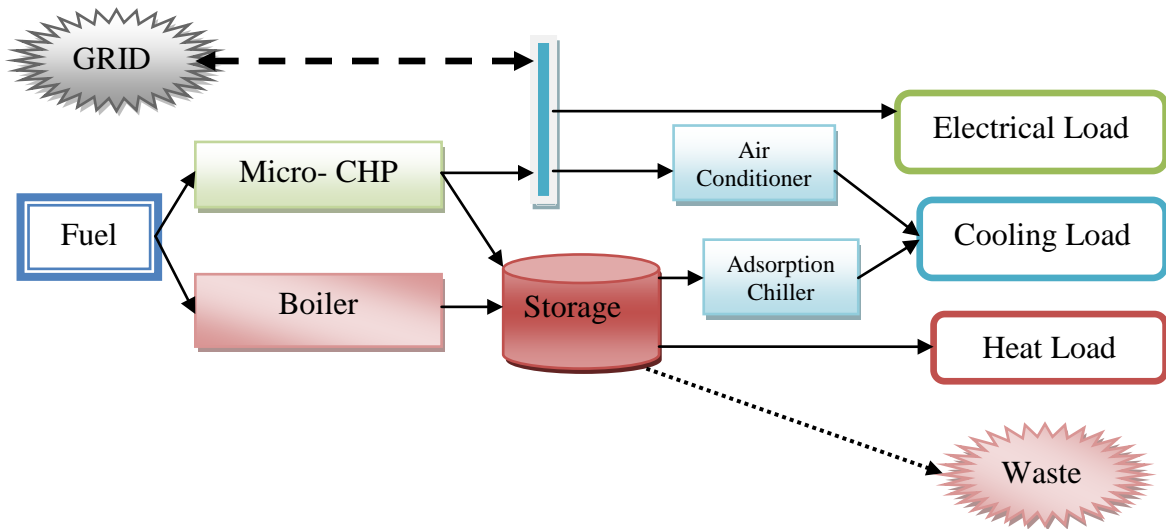 GRID
Electrical Load
Micro- CHP
Air
Conditioner
Fuel
Cooling Load
Boiler
Storage
Adsorption
Chiller
Heat Load
Waste